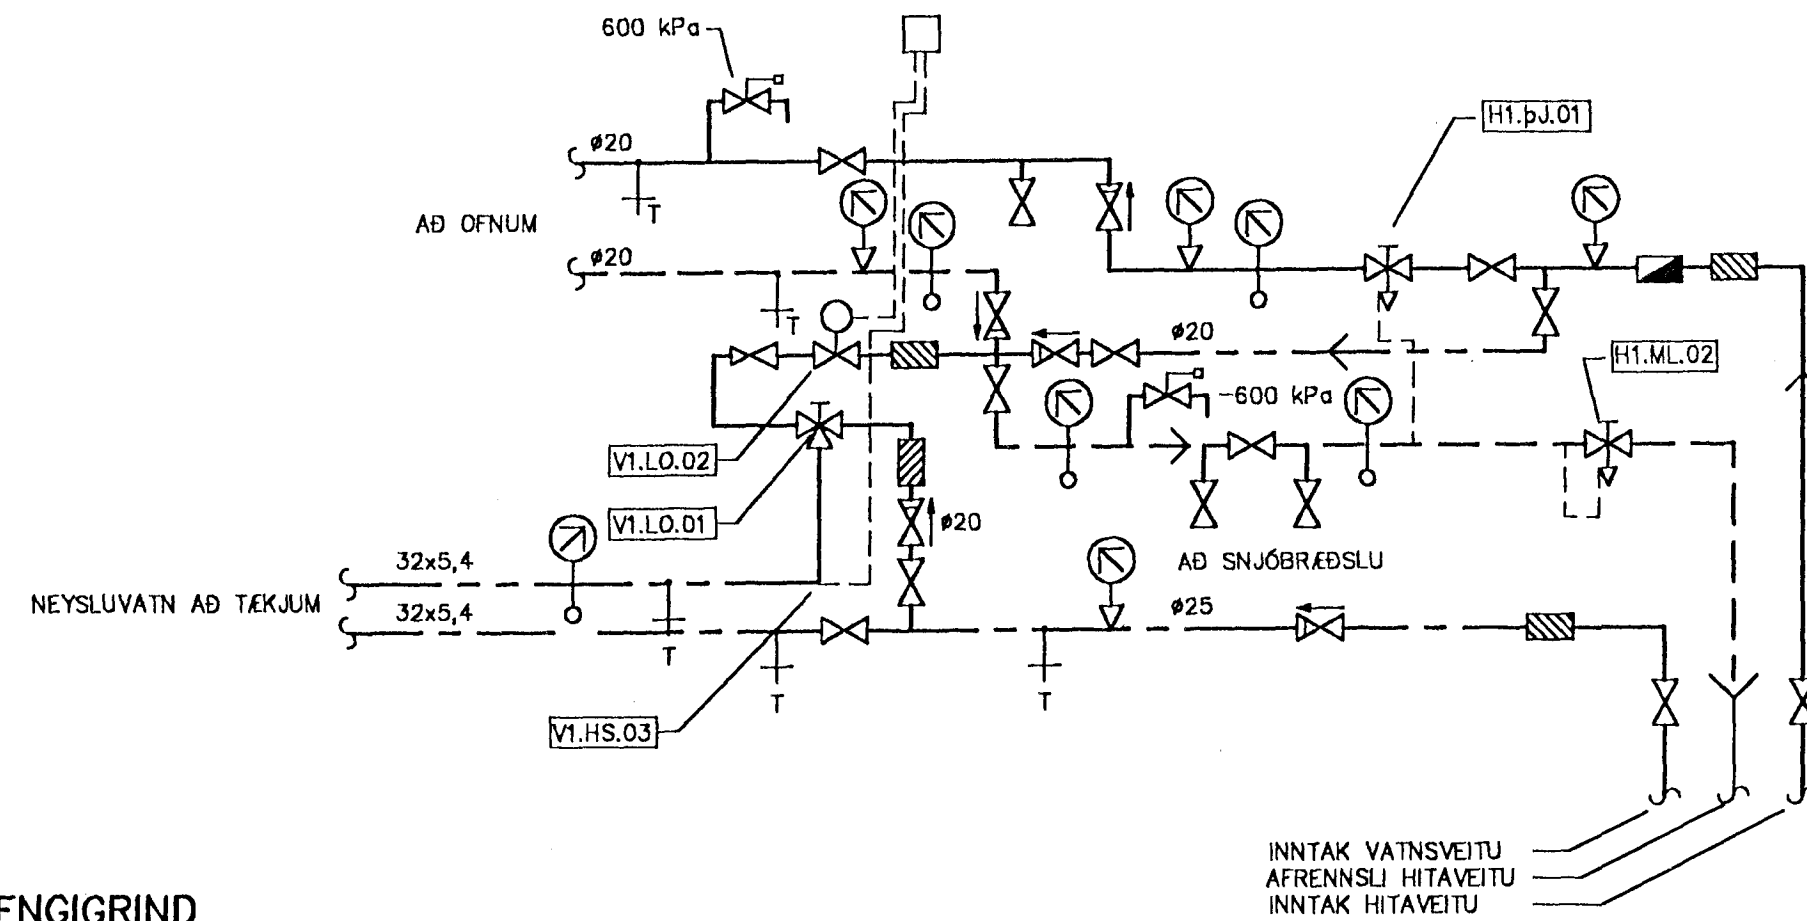 600 kPa
H1.ÞJ.01
ø20
T
AÐ OFNUM
ø20
T
ø20
H1.ML.02
-600 kPa
V1.LO.02
V1.LO.01
ø20
AÐ SNJÓBRÆÐSLU
32x5,4
NEYSLUVATN AÐ TÆKJUM
32x5,4
ø25
T
T
T
V1.HS.03
INNTAK VATNSVEITU
AFRENNSLI HITAVEITU
INNTAK HITAVEITU
ENGIGRIND